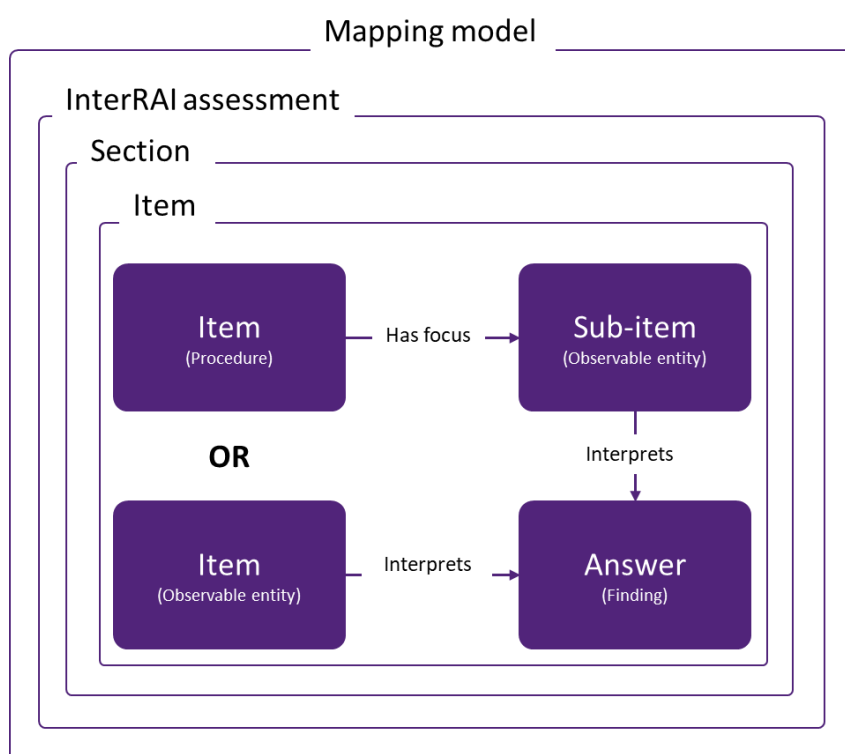 Mapping model
InterRAI assessment
Section
Item
Item
(Procedure)
Has focus
Sub-item
(Observable entity)
OR
Interprets
Item
(Observable entity)
Interprets
Answer
(Finding)